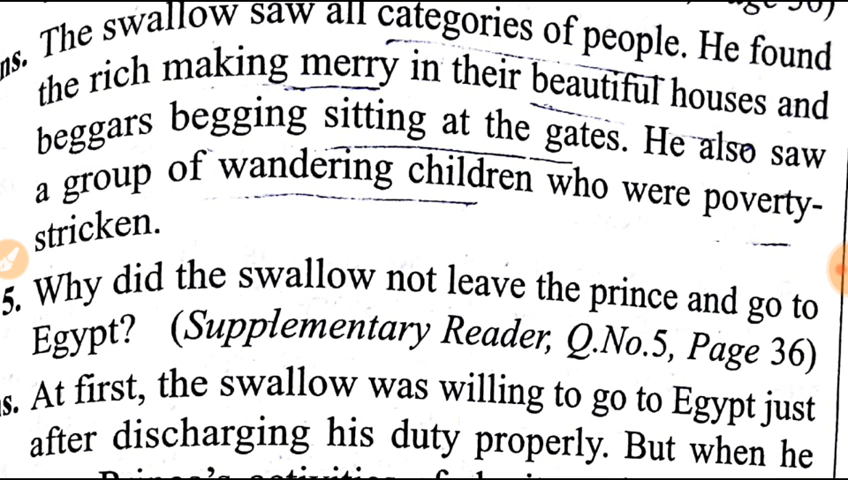 ns. The swallow saw all categories of people. He found
the rich making merry in their beautiful houses and
beggars begging sitting at the gates. He also saw
a group of wandering children who were poverty-
stricken.
5. Why did the swallow not leave the prince and go to
Egypt? (Supplementary Reader, Q.No.5, Page 36)
s. At first, the swallow was willing to go to Egypt just
after discharging his duty properly. But when he